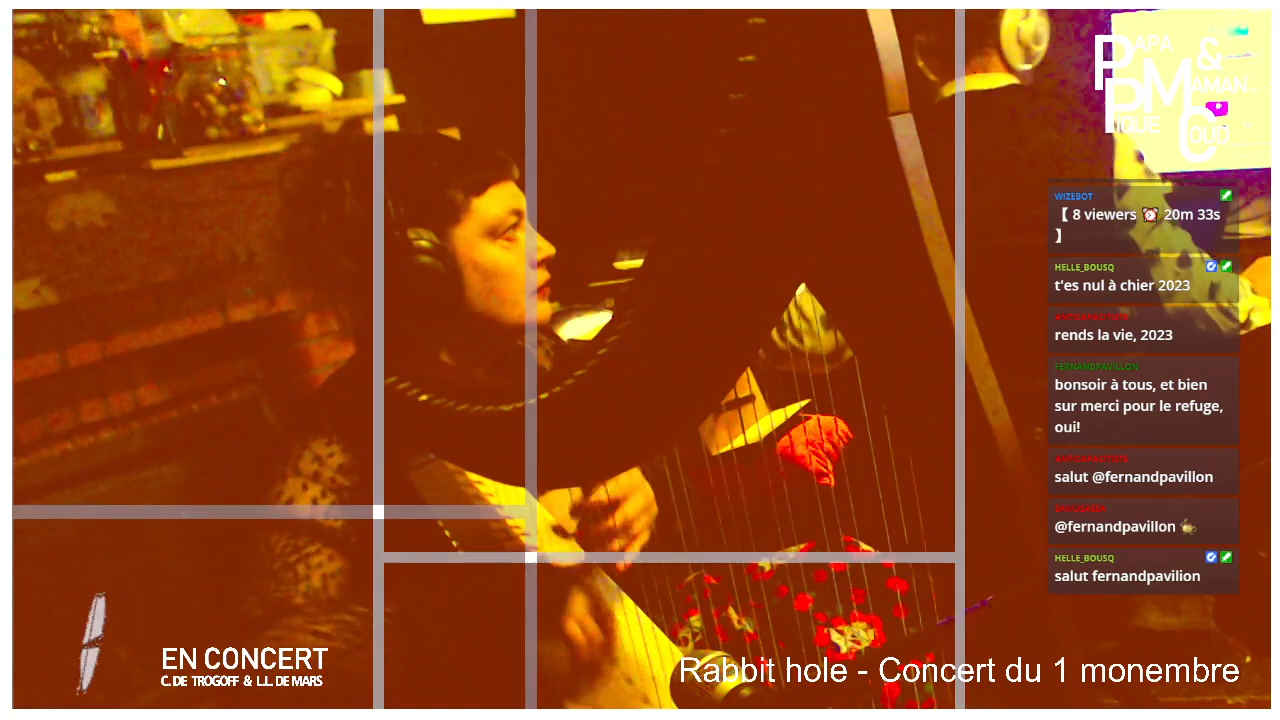 PAPA &
MAMAN
PIQUE
COUD
WIZEBOT
【 8 viewers ⏰ 20m 33s
】
HELLE_BOUSQ
t'es nul à chier 2023
rends la vie, 2023
FERNANDPAVILLON
bonsoir à tous, et bien
sur merci pour le refuge,
oui!
salut @fernandpavillon
@fernandpavillon
HELLE_BOUSQ
salut fernandpavilion
EN CONCERT
C. DE TROGOFF & L.L. DE MARS
Rabbit hole - Concert du 1 monembre